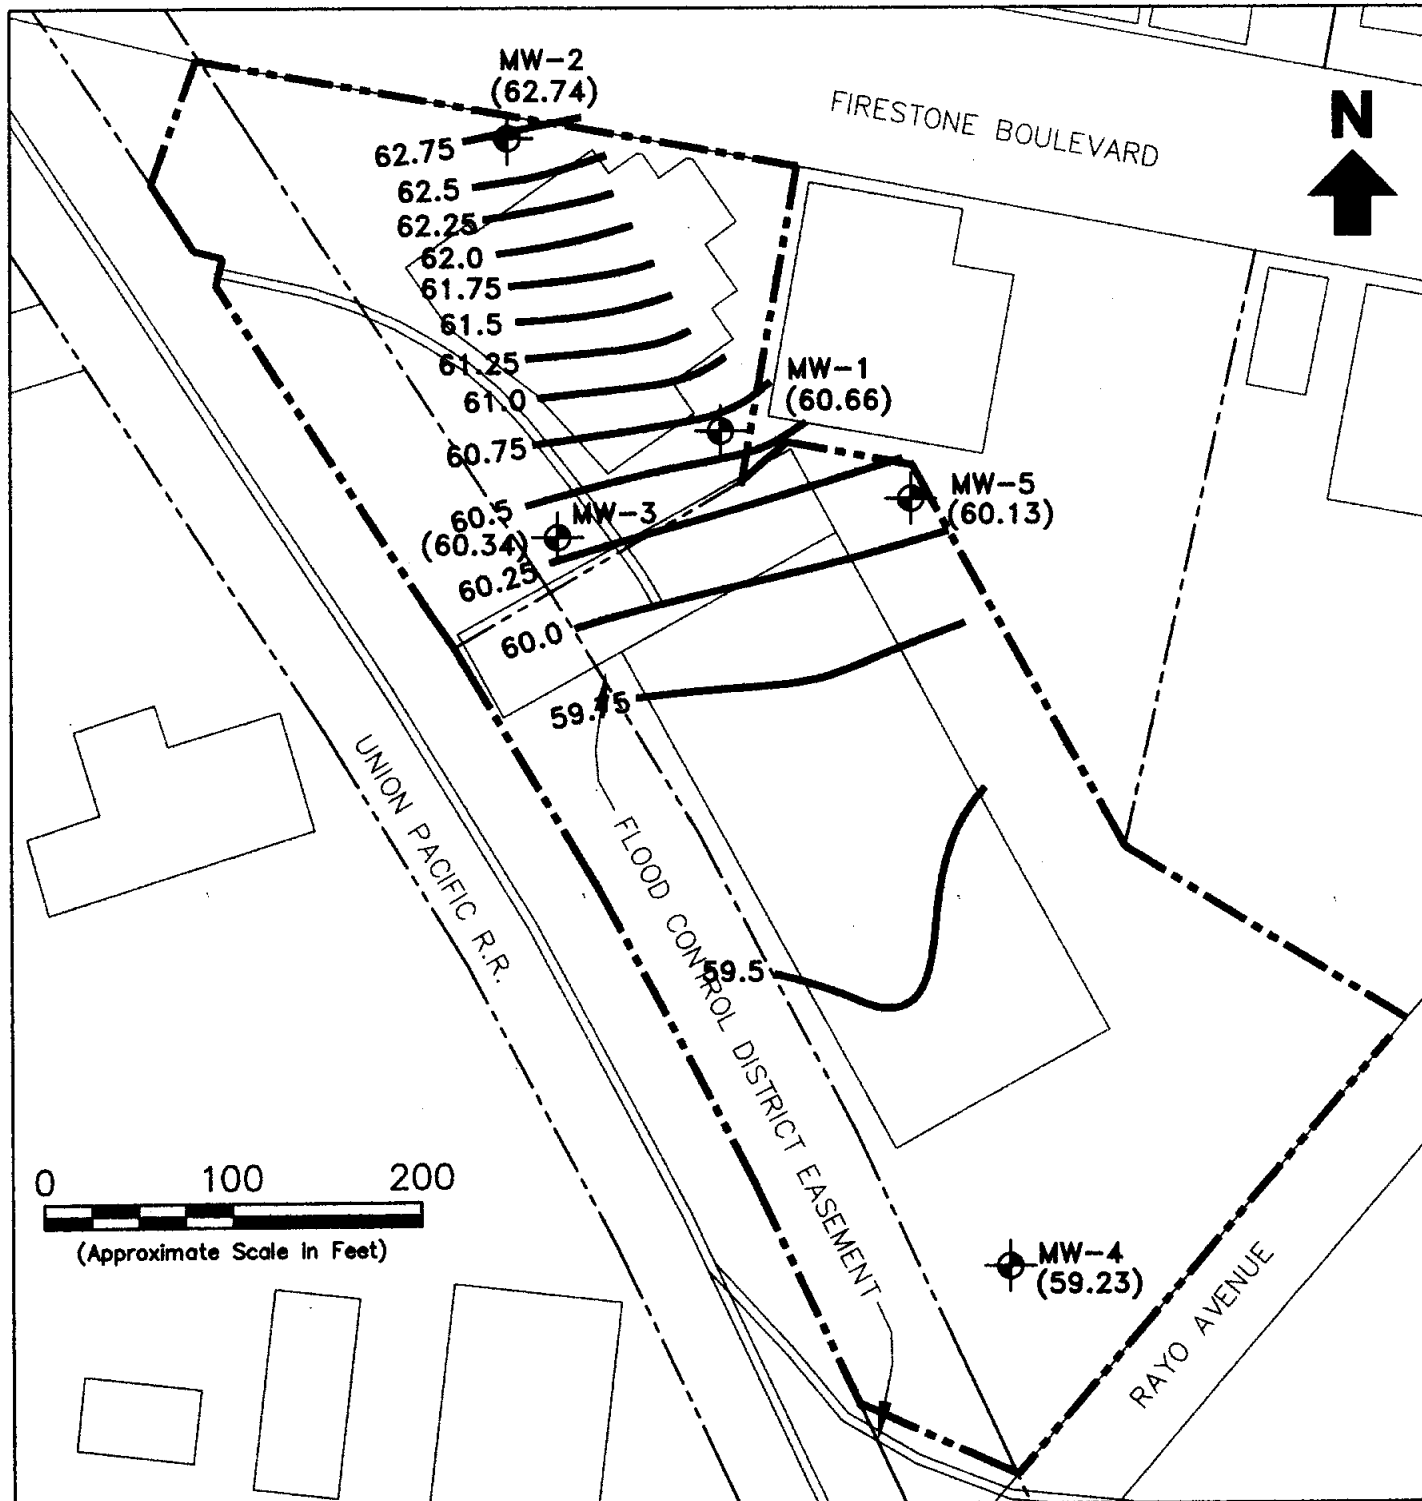 MW-2
(62.74)
FIRESTONE BOULEVARD
N
62.75
62.5
62.25
62.0
61.75
61.5
61.25
61.0
MW-1
(60.66)
60.75
60.5
MW-3
(60.34)
MW-5
(60.13)
60.25
60.0
59.75
UNION PACIFIC R.R.
FLOOD CONTROL DISTRICT EASEMENT
59.5
0 100 200
(Approximate Scale in Feet)
MW-4
(59.23)
RAYO AVENUE